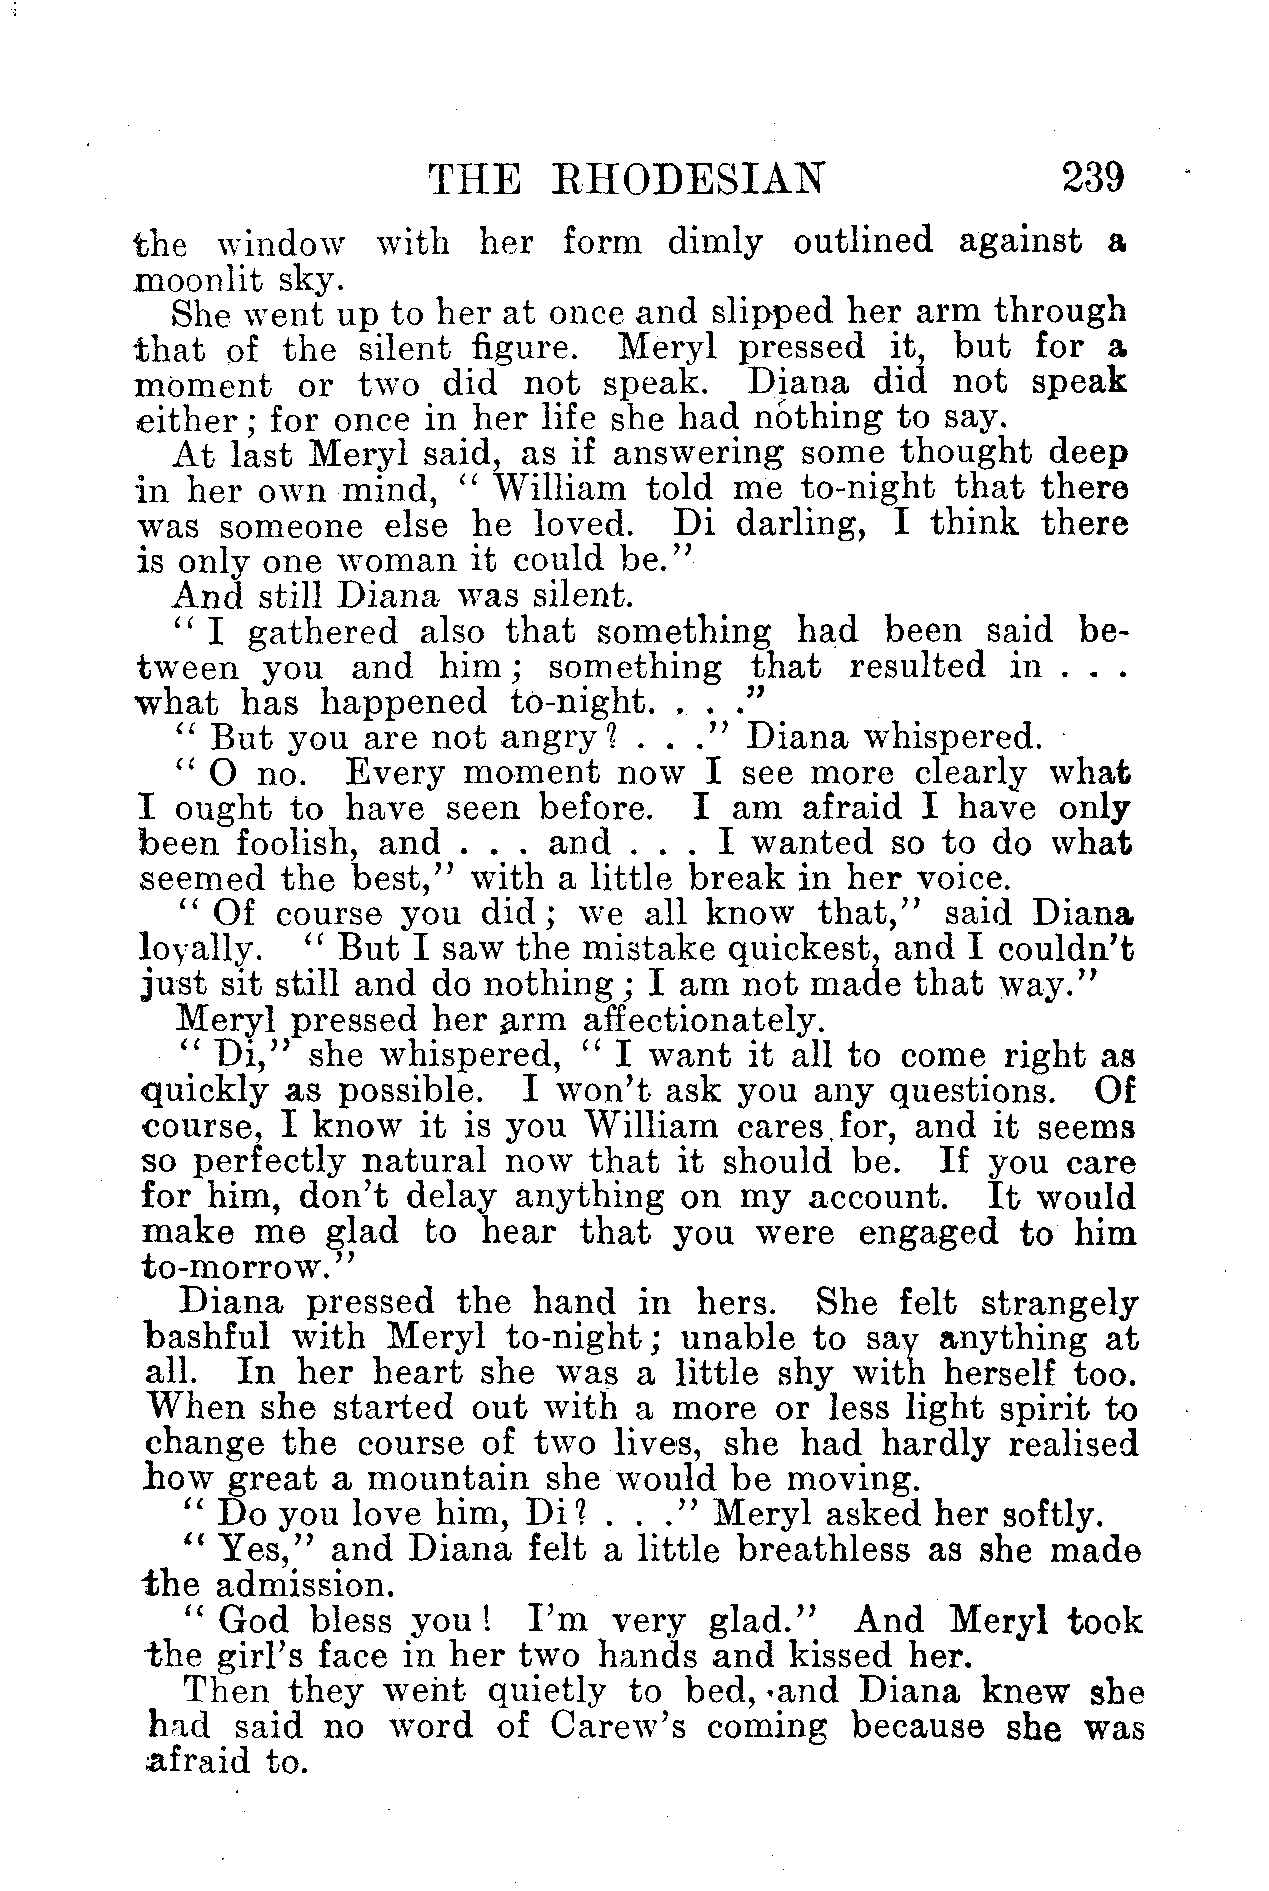 THE RHODESIAN 239
the window with her form dimly outlined against a
moonlit sky.
She went up to her at once and slipped her arm through
that of the silent figure. Meryl pressed it, but for a
moment or two did not speak. Diana did not speak
either; for once in her life she had nothing to say.
At last Meryl said, as if answering some thought deep
in her own mind, "William told me to-night that there
was someone else he loved. Di darling, I think there
is only one woman it could be."
And still Diana was silent.
"I gathered also that something had been said be-
tween you and him; something that resulted in . . .
what has happened to-night. . . ."
"But you are not angry? . . ." Diana whispered.
"O no. Every moment now I see more clearly what
I ought to have seen before. I am afraid I have only
been foolish, and . . . and . . . I wanted so to do what
seemed the best," with a little break in her voice.
"Of course you did; we all know that," said Diana
loyally. "But I saw the mistake quickest, and I couldn't
just sit still and do nothing; I am not made that way."
Meryl pressed her arm affectionately.
"Di," she whispered, "I want it all to come right as
quickly as possible. I won't ask you any questions. Of
course, I know it is you William cares for, and it seems
so perfectly natural now that it should be. If you care
for him, don't delay anything on my account. It would
make me glad to hear that you were engaged to him
to-morrow."
Diana pressed the hand in hers. She felt strangely
bashful with Meryl to-night; unable to say anything at
all. In her heart she was a little shy with herself too.
When she started out with a more or less light spirit to
change the course of two lives, she had hardly realised
how great a mountain she would be moving.
"Do you love him, Di? . . ." Meryl asked her softly.
"Yes," and Diana felt a little breathless as she made
the admission.
"God bless you! I'm very glad." And Meryl took
the girl's face in her two hands and kissed her.
Then they went quietly to bed, and Diana knew she
had said no word of Carew's coming because she was
afraid to.